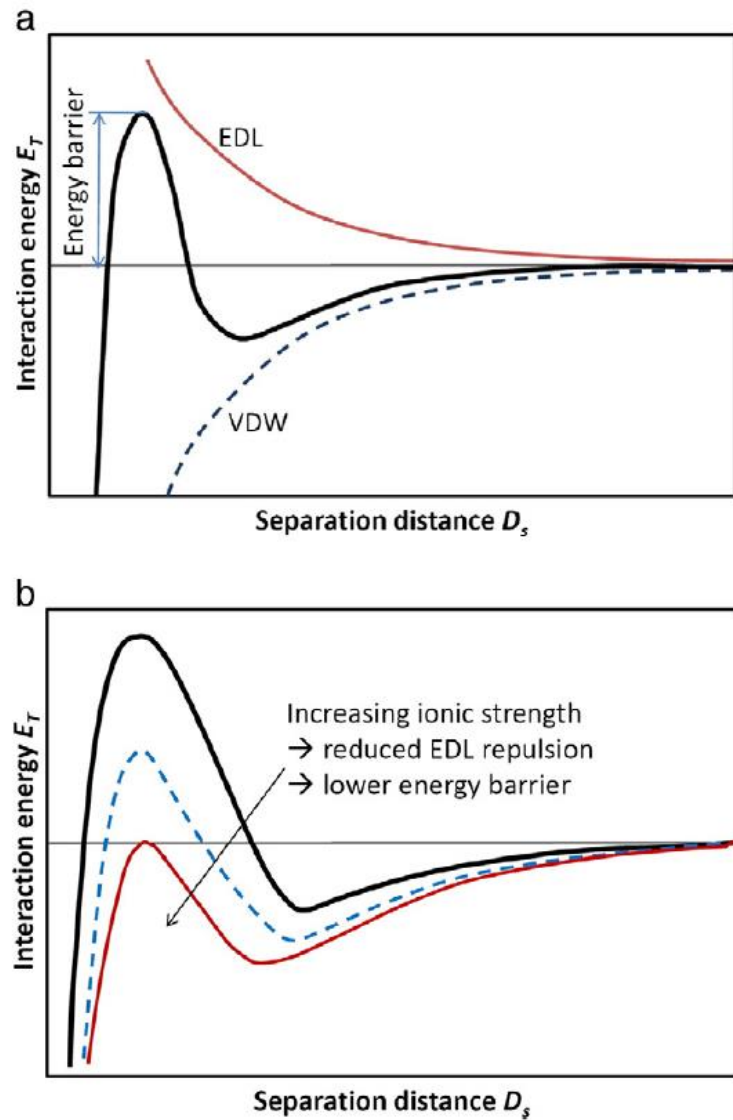 a
Interaction energy E_T
Energy barrier
EDL
VDW
Separation distance D_s
b
Interaction energy E_T
Increasing ionic strength
→ reduced EDL repulsion
→ lower energy barrier
Separation distance D_s